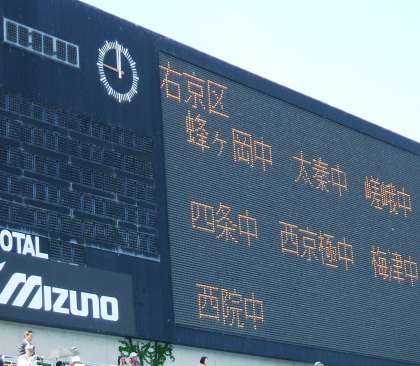 右京区
蜂ヶ岡中 太秦中 嵯峨中
四条中 西京極中 梅津中
西院中
OTAL
MIZUNO